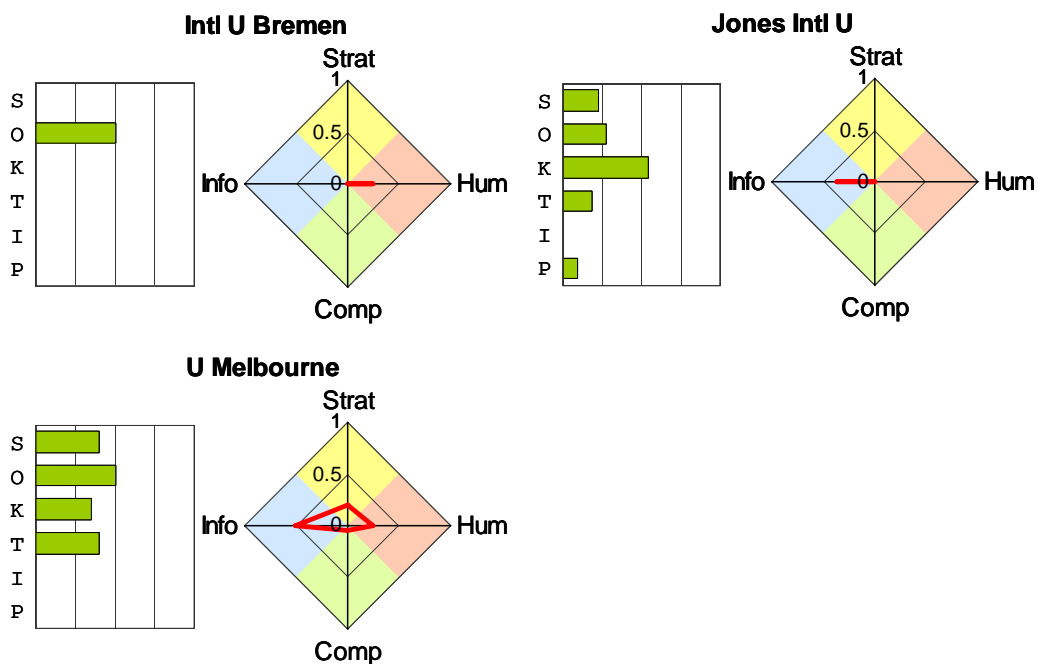 Intl U Bremen
S
O
K
T
I
P
Strat
1
0.5
0
Info
Hum
Comp
Jones Intl U
S
O
K
T
I
P
Strat
1
0.5
0
Info
Hum
Comp
U Melbourne
S
O
K
T
I
P
Strat
1
0.5
0
Info
Hum
Comp